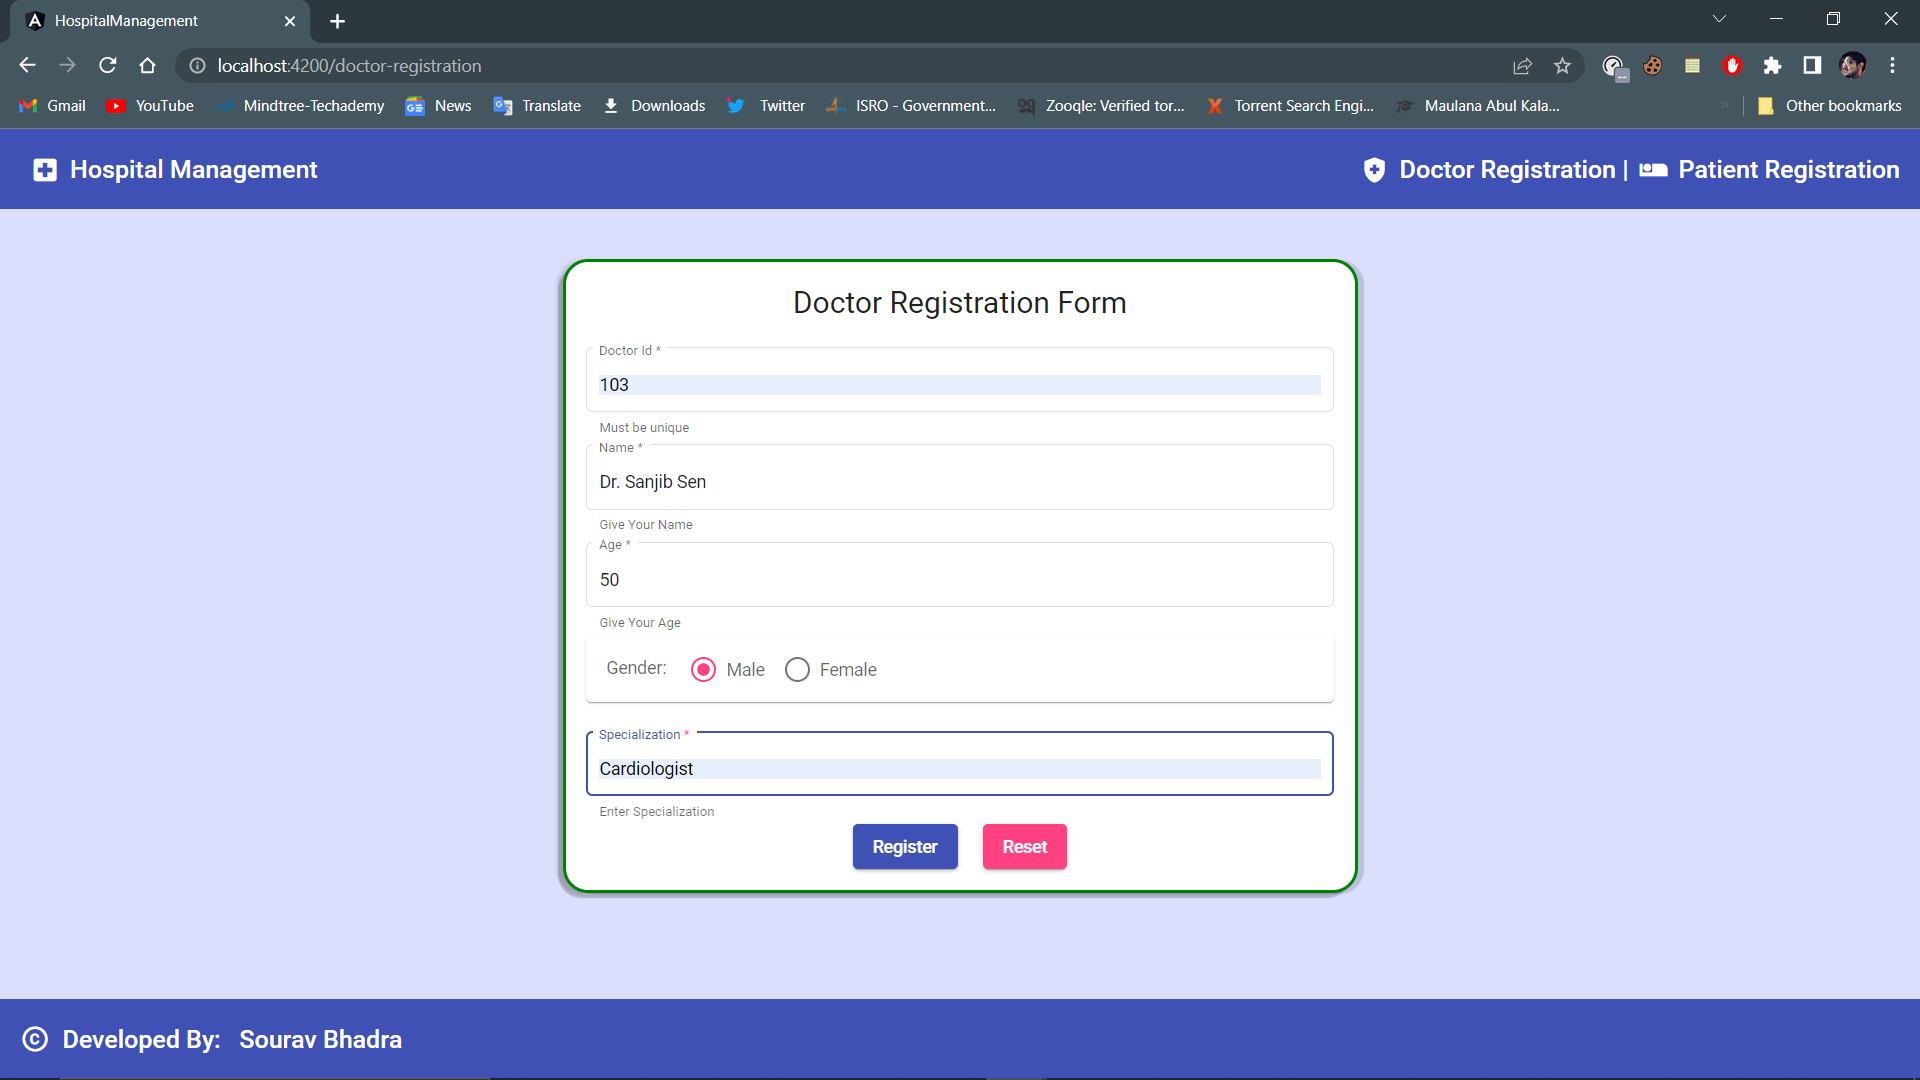 HospitalManagement
localhost:4200/doctor-registration
Gmail YouTube Mindtree-Techademy News Translate Downloads Twitter ISRO - Government... Zooqle: Verified tor... Torrent Search Engi... Maulana Abul Kala... » Other bookmarks
Hospital Management Doctor Registration | Patient Registration
Doctor Registration Form
Doctor Id *
103
Must be unique
Name *
Dr. Sanjib Sen
Give Your Name
Age *
50
Give Your Age
Gender: Male Female
Specialization *
Cardiologist
Enter Specialization
Register Reset
© Developed By: Sourav Bhadra